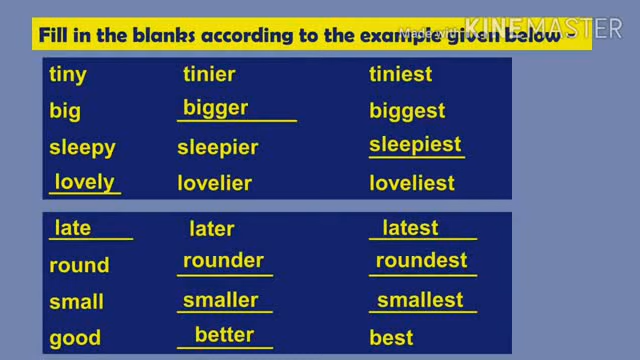 Fill in the blanks according to the example given below -
Made with KINEMASTER
tiny tinier tiniest
big bigger biggest
sleepy sleepier sleepiest
lovely lovelier loveliest
late later latest
round rounder roundest
small smaller smallest
good better best